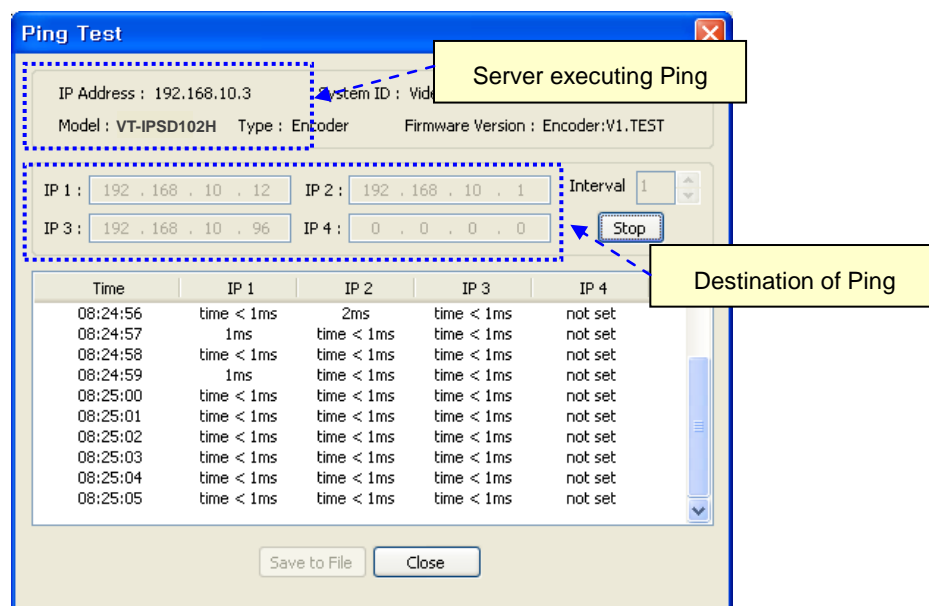 Ping Test
Server executing Ping
IP Address : 192.168.10.3 System ID :
Model : VT-IPSD102H Type : Encoder Firmware Version : Encoder:V1.TEST
IP 1 : 192 . 168 . 10 . 12 IP 2 : 192 . 168 . 10 . 1 Interval 1
IP 3 : 192 . 168 . 10 . 96 IP 4 : 0 . 0 . 0 . 0 Stop
Destination of Ping
Time IP 1 IP 2 IP 3 IP 4
08:24:56 time < 1ms 2ms time < 1ms not set
08:24:57 1ms time < 1ms time < 1ms not set
08:24:58 time < 1ms time < 1ms time < 1ms not set
08:24:59 1ms time < 1ms time < 1ms not set
08:25:00 time < 1ms time < 1ms time < 1ms not set
08:25:01 time < 1ms time < 1ms time < 1ms not set
08:25:02 time < 1ms time < 1ms time < 1ms not set
08:25:03 time < 1ms time < 1ms time < 1ms not set
08:25:04 time < 1ms time < 1ms time < 1ms not set
08:25:05 time < 1ms time < 1ms time < 1ms not set
Save to File Close